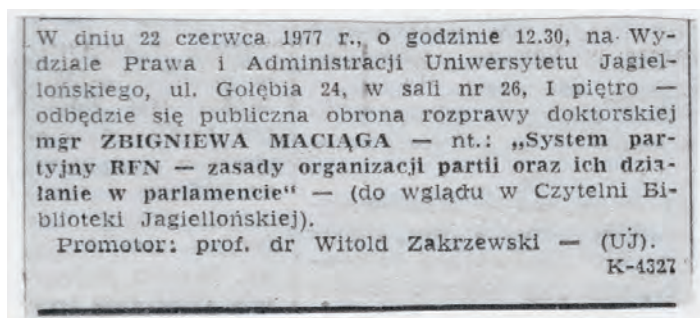 W dniu 22 czerwca 1977 r., o godzinie 12.30, na Wy-
dziale Prawa i Administracji Uniwersytetu Jagiel-
lońskiego, ul. Gołębia 24, w sali nr 26, I piętro —
odbędzie się publiczna obrona rozprawy doktorskiej
mgr ZBIGNIEWA MACIĄGA — nt.: „System par-
tyjny RFN — zasady organizacji partii oraz ich dzia-
łanie w parlamencie“ — (do wglądu w Czytelni Bi-
blioteki Jagiellońskiej).
Promotor: prof. dr Witold Zakrzewski — (UJ).
K-4327